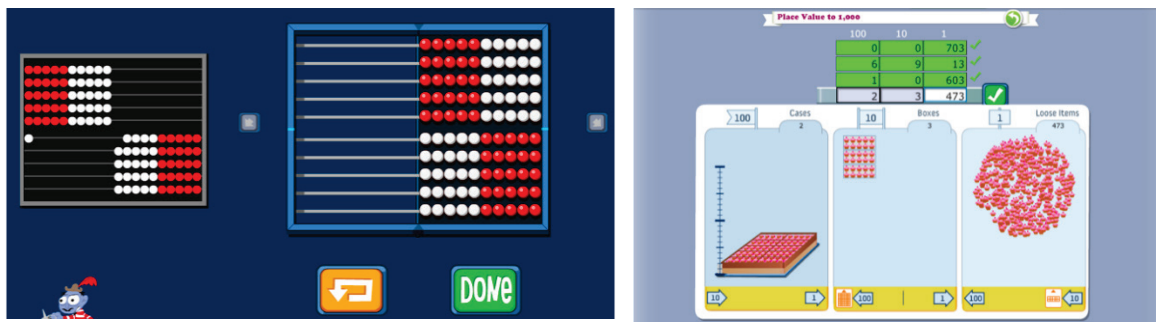 DONE
Place Value to 1,000
100 10 1
0 0 703
6 9 13
1 0 603
2 3 473
100 Cases 2
10 Boxes 3
1 Loose Items 473
10 1
100 1
100 10